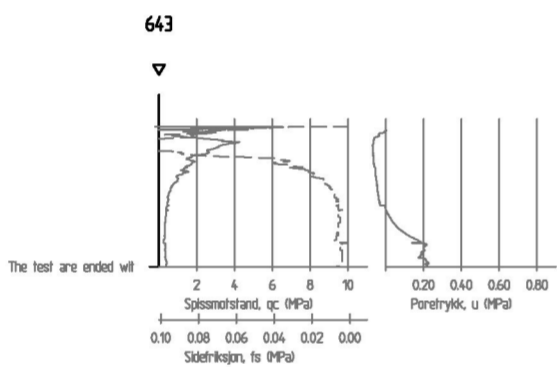 643
The test are ended wit
2 4 6 8 10
Spissmotstand, qc (MPa)
0.10 0.08 0.06 0.04 0.02 0.00
Sidefriksjon, fs (MPa)
0.20 0.40 0.60 0.80
Poretrykk, u (MPa)